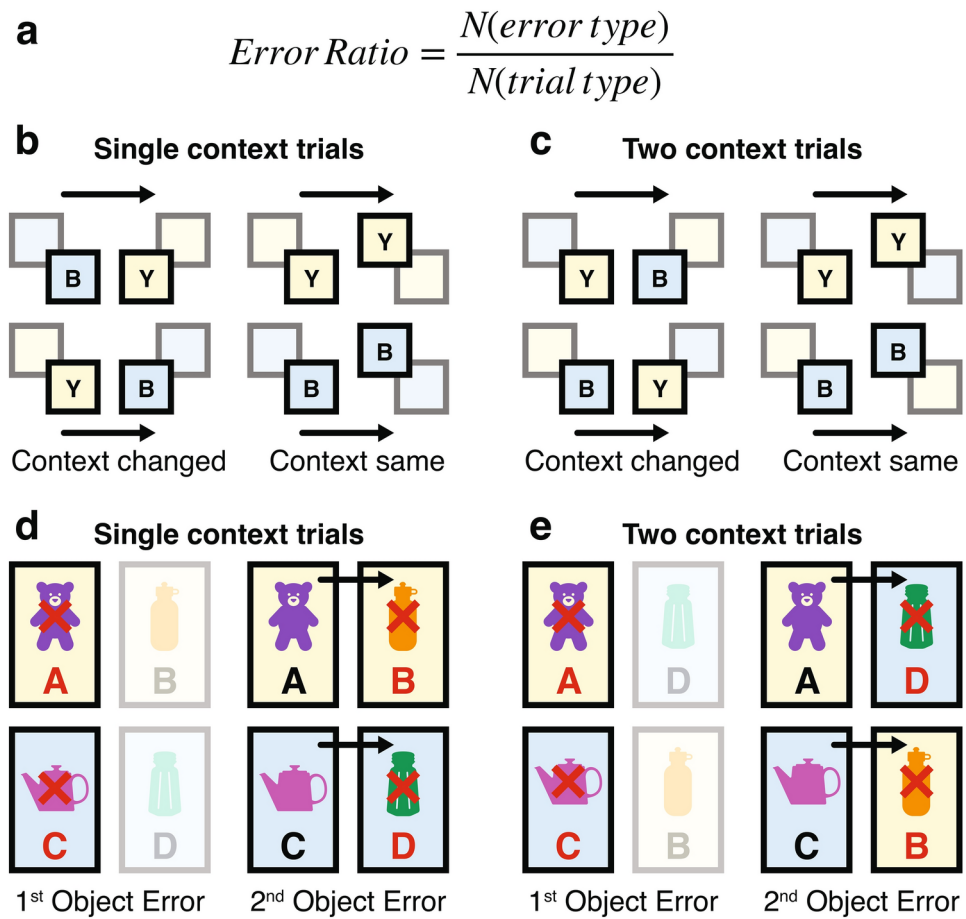 a
Error Ratio = N(error type) / N(trial type)
b Single context trials
B Y Y Y
Y B B B
Context changed Context same
c Two context trials
Y B Y Y
B Y B B
Context changed Context same
d Single context trials
A B A B
C D C D
1st Object Error 2nd Object Error
e Two context trials
A D A D
C B C B
1st Object Error 2nd Object Error